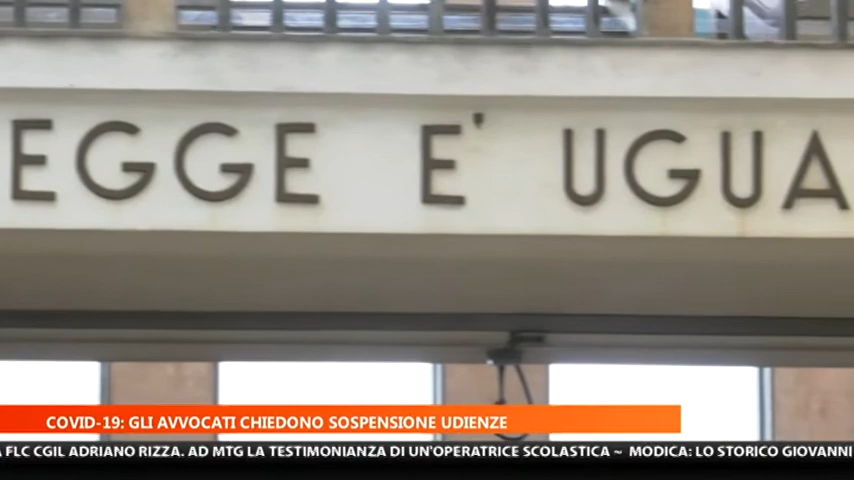 EGGE E' UGUA
COVID-19: GLI AVVOCATI CHIEDONO SOSPENSIONE UDIENZE
A FLC CGIL ADRIANO RIZZA. AD MTG LA TESTIMONIANZA DI UN'OPERATRICE SCOLASTICA ~ MODICA: LO STORICO GIOVANNI